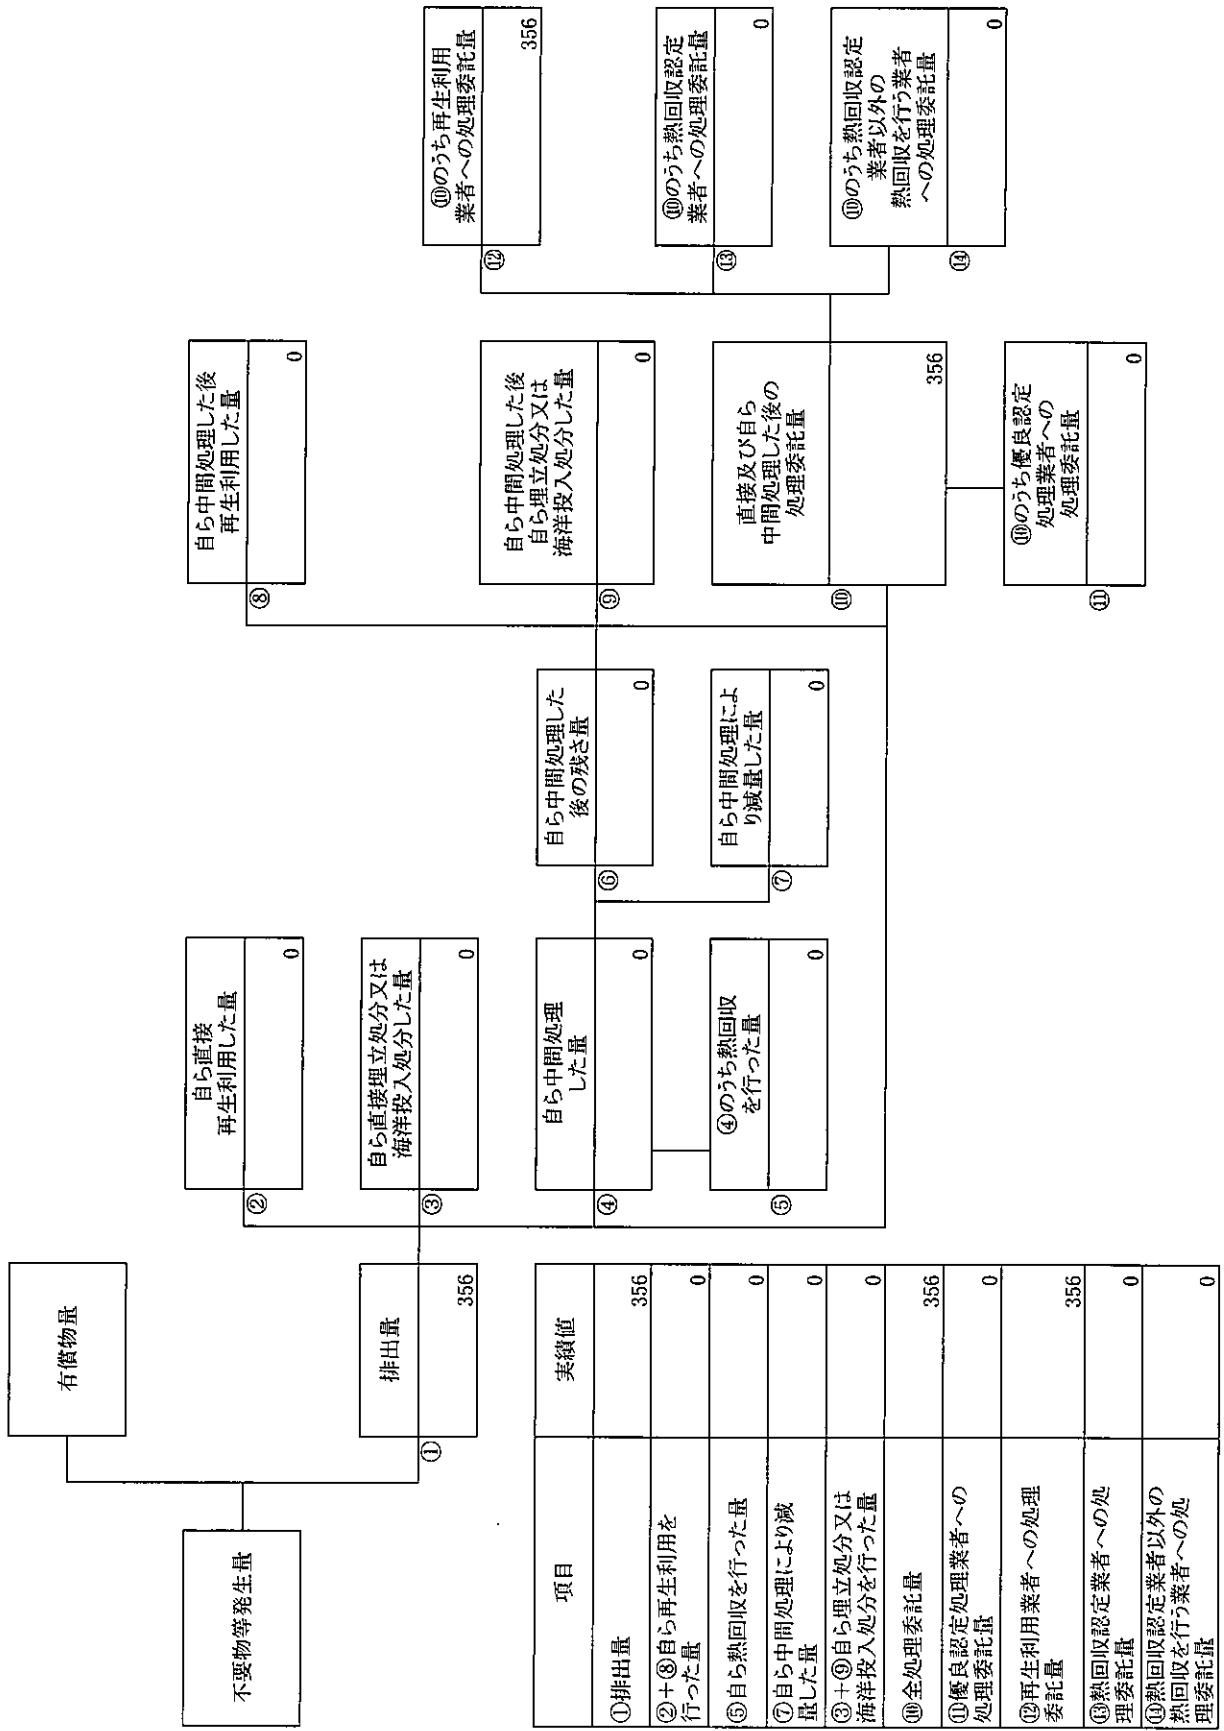 不要物等発生量
有償物量
①
排出量
356
②
自ら直接
再生利用した量
0
③
自ら直接埋立処分又は
海洋投入処分した量
0
④
自ら中間処理
した量
0
⑤
④のうち熱回収
を行った量
0
⑥
自ら中間処理した
後の残さ量
0
⑦
自ら中間処理によ
り減量した量
0
⑧
自ら中間処理した後
再生利用した量
0
⑨
自ら中間処理した後
自ら埋立処分又は
海洋投入処分した量
0
⑩
直接及び自ら
中間処理した後の
処理委託量
356
⑪
⑩のうち優良認定
処理業者への
処理委託量
0
⑫
⑩のうち再生利用
業者への処理委託量
356
⑬
⑩のうち熱回収認定
業者への処理委託量
0
⑭
⑩のうち熱回収認定
業者以外の
熱回収を行う業者
への処理委託量
0
項目 実績値
①排出量 356
②+⑧自ら再生利用を
行った量 0
⑤自ら熱回収を行った量 0
⑦自ら中間処理により減
量した量 0
③+⑨自ら埋立処分又は
海洋投入処分を行った量 0
⑩全処理委託量 356
⑪優良認定処理業者への
処理委託量 0
⑫再生利用業者への処理
委託量 356
⑬熱回収認定業者への処
理委託量 0
⑭熱回収認定業者以外の
熱回収を行う業者への処
理委託量 0